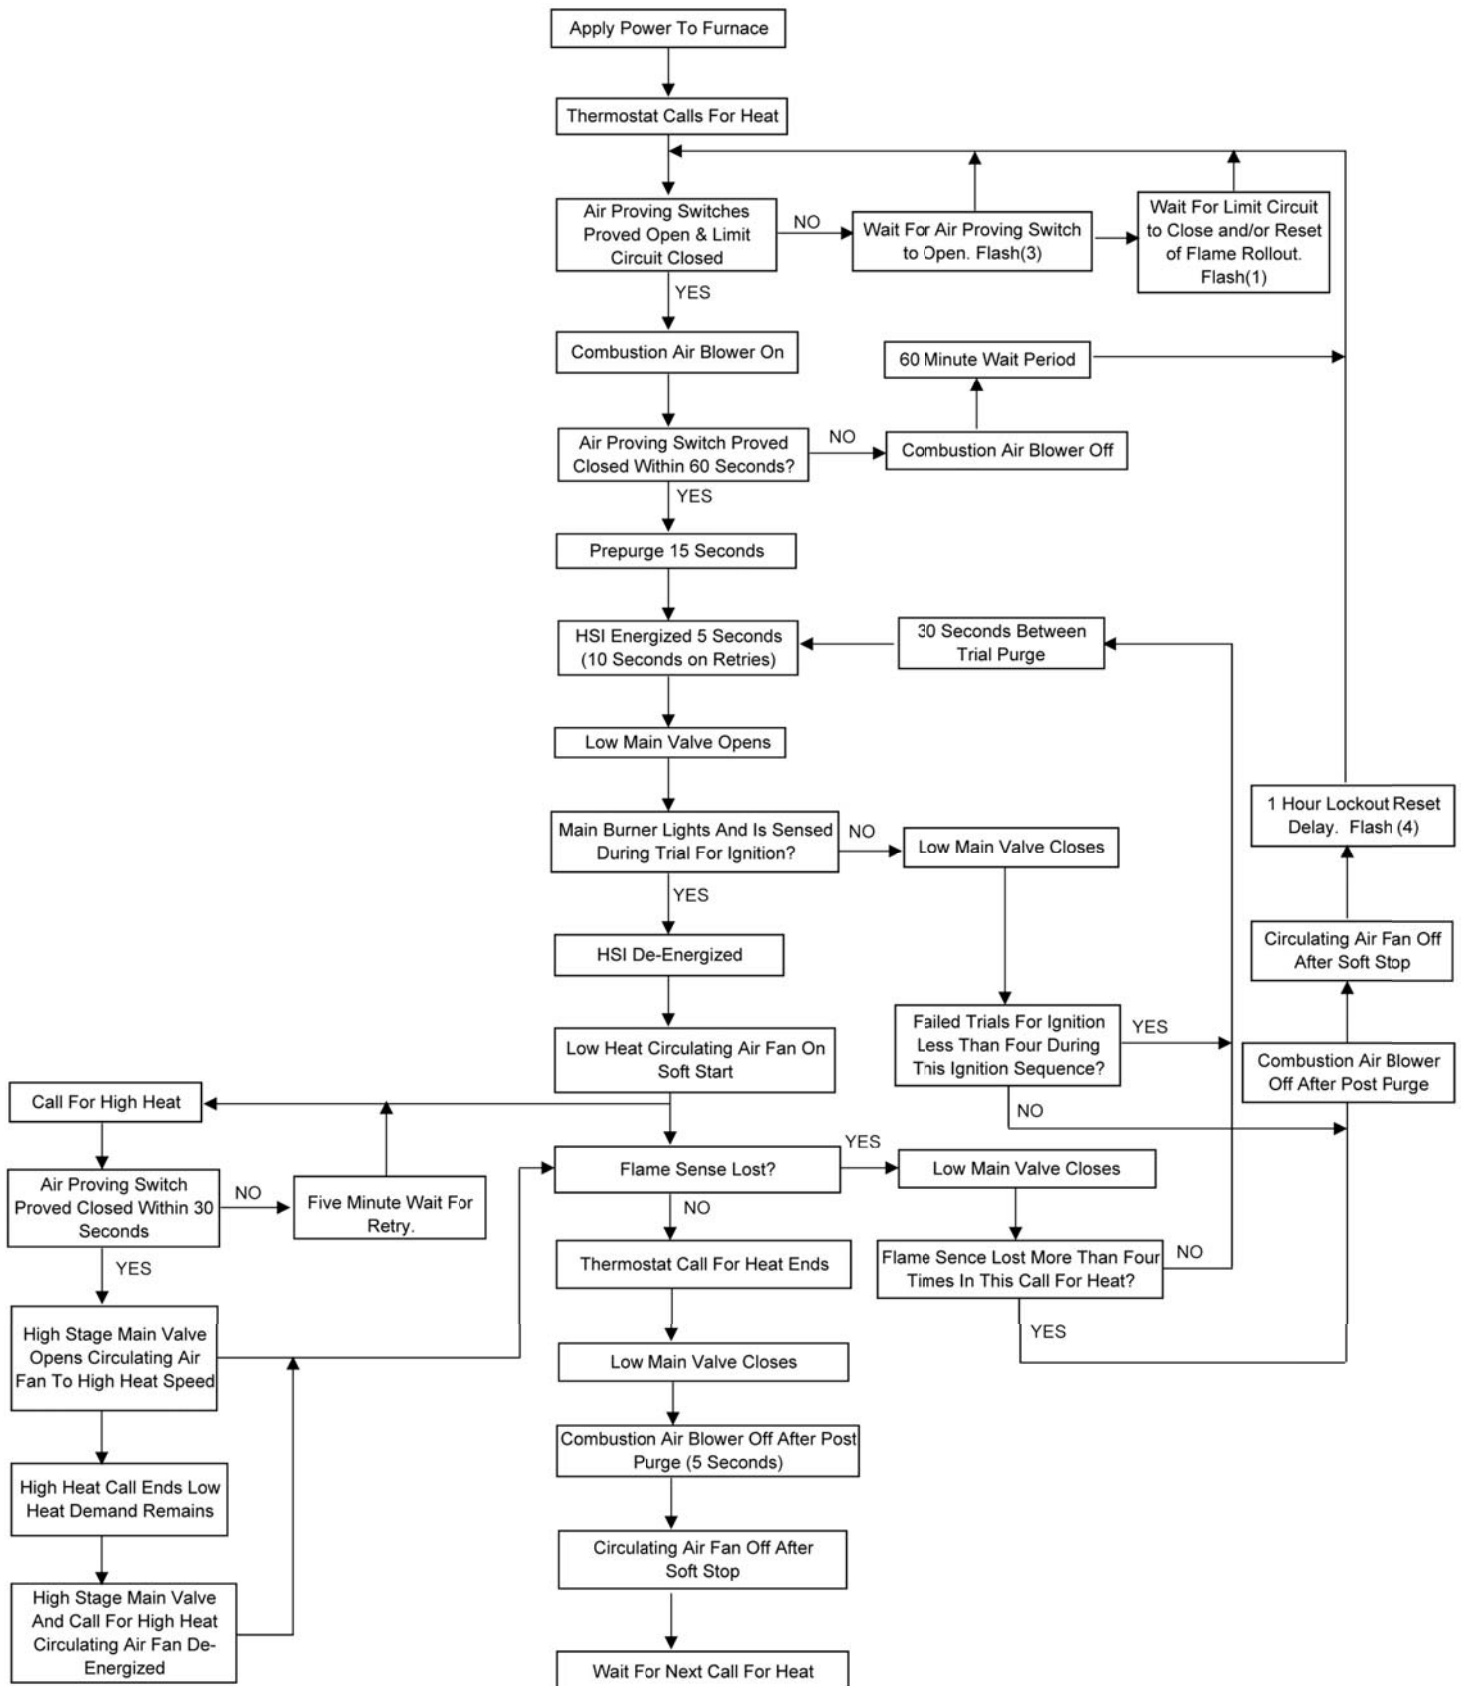 Apply Power To Furnace
Thermostat Calls For Heat
Air Proving Switches
Proved Open & Limit
Circuit Closed
NO
Wait For Air Proving Switch
to Open. Flash(3)
Wait For Limit Circuit
to Close and/or Reset
of Flame Rollout.
Flash(1)
YES
Combustion Air Blower On
60 Minute Wait Period
Air Proving Switch Proved
Closed Within 60 Seconds?
NO
Combustion Air Blower Off
YES
Prepurge 15 Seconds
HSI Energized 5 Seconds
(10 Seconds on Retries)
30 Seconds Between
Trial Purge
Low Main Valve Opens
Main Burner Lights And Is Sensed
During Trial For Ignition?
NO
Low Main Valve Closes
1 Hour Lockout Reset
Delay. Flash (4)
YES
HSI De-Energized
Circulating Air Fan Off
After Soft Stop
Low Heat Circulating Air Fan On
Soft Start
Failed Trials For Ignition
Less Than Four During
This Ignition Sequence?
YES
NO
Combustion Air Blower
Off After Post Purge
Call For High Heat
Air Proving Switch
Proved Closed Within 30
Seconds
NO
Five Minute Wait For
Retry.
YES
Flame Sense Lost?
YES
Low Main Valve Closes
NO
Thermostat Call For Heat Ends
Flame Sence Lost More Than Four
Times In This Call For Heat?
NO
YES
High Stage Main Valve
Opens Circulating Air
Fan To High Heat Speed
Low Main Valve Closes
Combustion Air Blower Off After Post
Purge (5 Seconds)
High Heat Call Ends Low
Heat Demand Remains
Circulating Air Fan Off After
Soft Stop
High Stage Main Valve
And Call For High Heat
Circulating Air Fan De-
Energized
Wait For Next Call For Heat